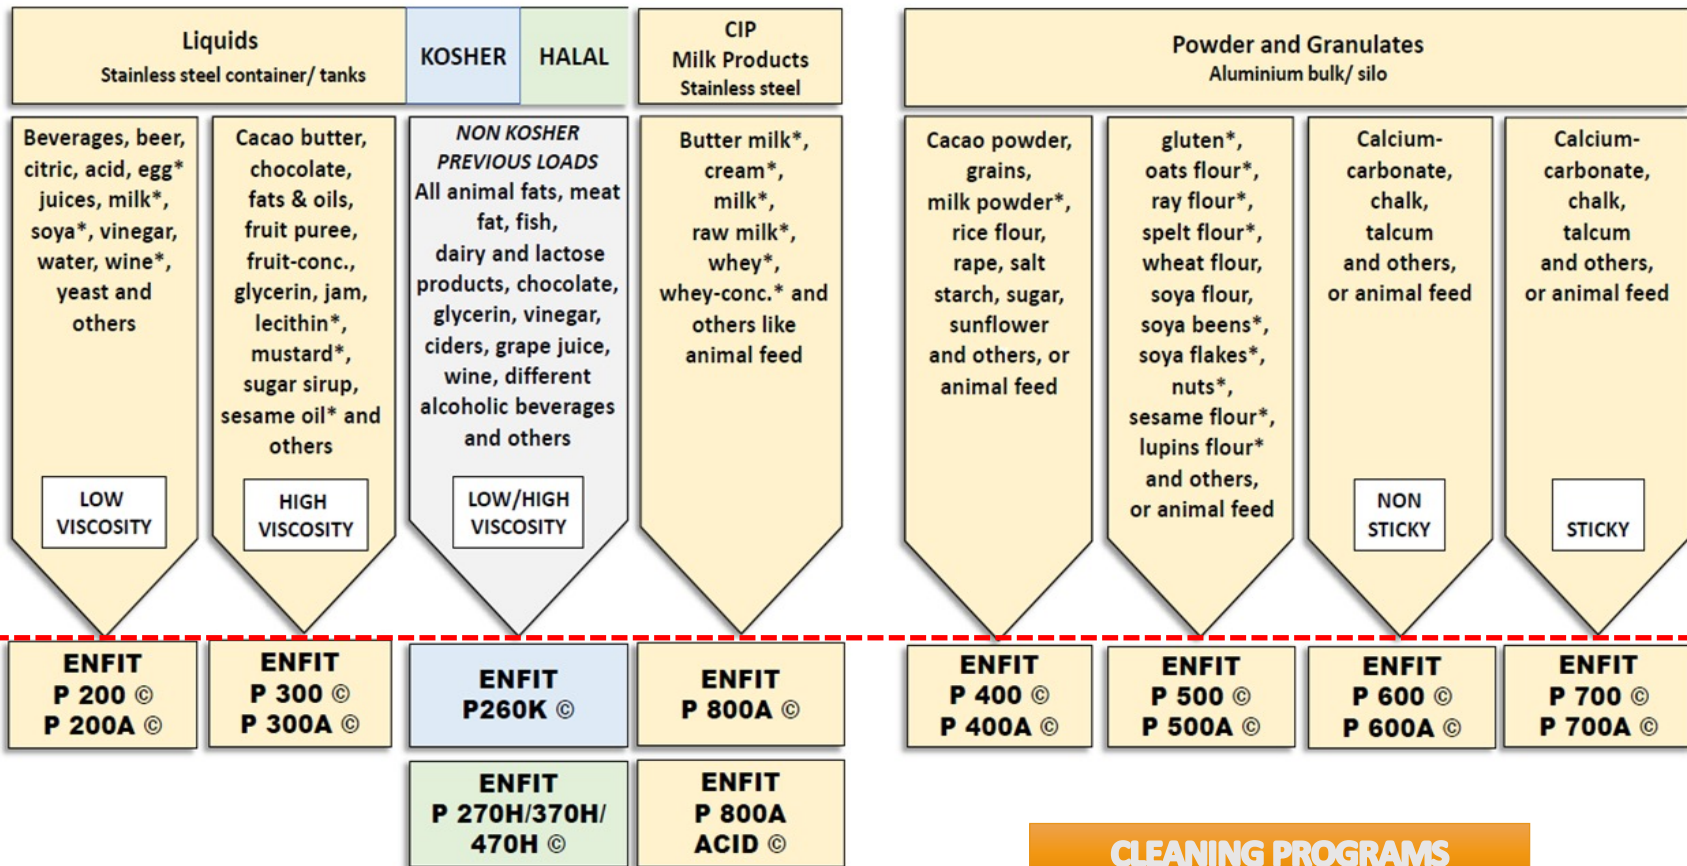 Liquids
Stainless steel container/ tanks
KOSHER
HALAL
CIP
Milk Products
Stainless steel
Powder and Granulates
Aluminium bulk/ silo
Beverages, beer,
citric, acid, egg*
juices, milk*,
soya*, vinegar,
water, wine*,
yeast and
others
LOW
VISCOSITY
Cacao butter,
chocolate,
fats & oils,
fruit puree,
fruit-conc.,
glycerin, jam,
lecithin*,
mustard*,
sugar sirup,
sesame oil* and
others
HIGH
VISCOSITY
NON KOSHER
PREVIOUS LOADS
All animal fats, meat
fat, fish,
dairy and lactose
products, chocolate,
glycerin, vinegar,
ciders, grape juice,
wine, different
alcoholic beverages
and others
LOW/HIGH
VISCOSITY
Butter milk*,
cream*,
milk*,
raw milk*,
whey*,
whey-conc.* and
others like
animal feed
Cacao powder,
grains,
milk powder*,
rice flour,
rape, salt
starch, sugar,
sunflower
and others, or
animal feed
gluten*,
oats flour*,
ray flour*,
spelt flour*,
wheat flour,
soya flour,
soya beens*,
soya flakes*,
nuts*,
sesame flour*,
lupins flour*
and others,
or animal feed
Calcium-
carbonate,
chalk,
talcum
and others,
or animal feed
NON
STICKY
Calcium-
carbonate,
chalk,
talcum
and others,
or animal feed
STICKY
ENFIT
P 200 ©
P 200A ©
ENFIT
P 300 ©
P 300A ©
ENFIT
P260K ©
ENFIT
P 800A ©
ENFIT
P 400 ©
P 400A ©
ENFIT
P 500 ©
P 500A ©
ENFIT
P 600 ©
P 600A ©
ENFIT
P 700 ©
P 700A ©
ENFIT
P 270H/370H/
470H ©
ENFIT
P 800A
ACID ©
CLEANING PROGRAMS